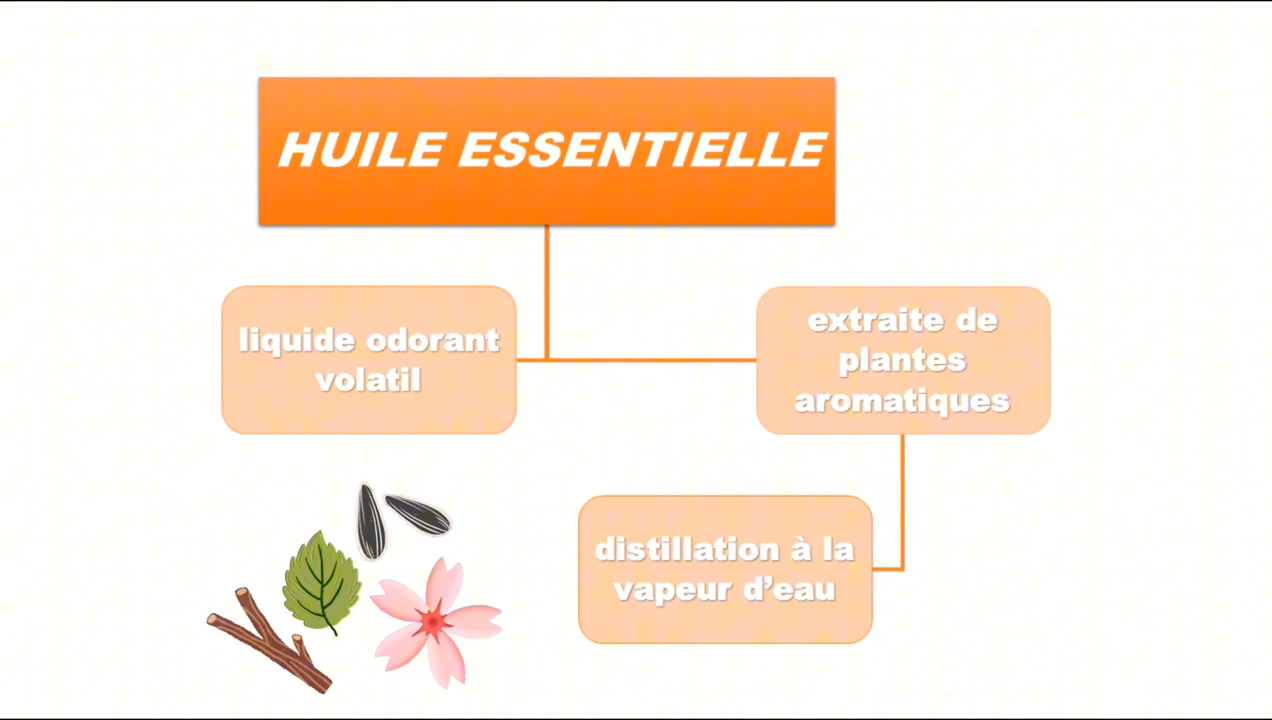 HUILE ESSENTIELLE
liquide odorant
volatil
extraite de
plantes
aromatiques
distillation à la
vapeur d'eau